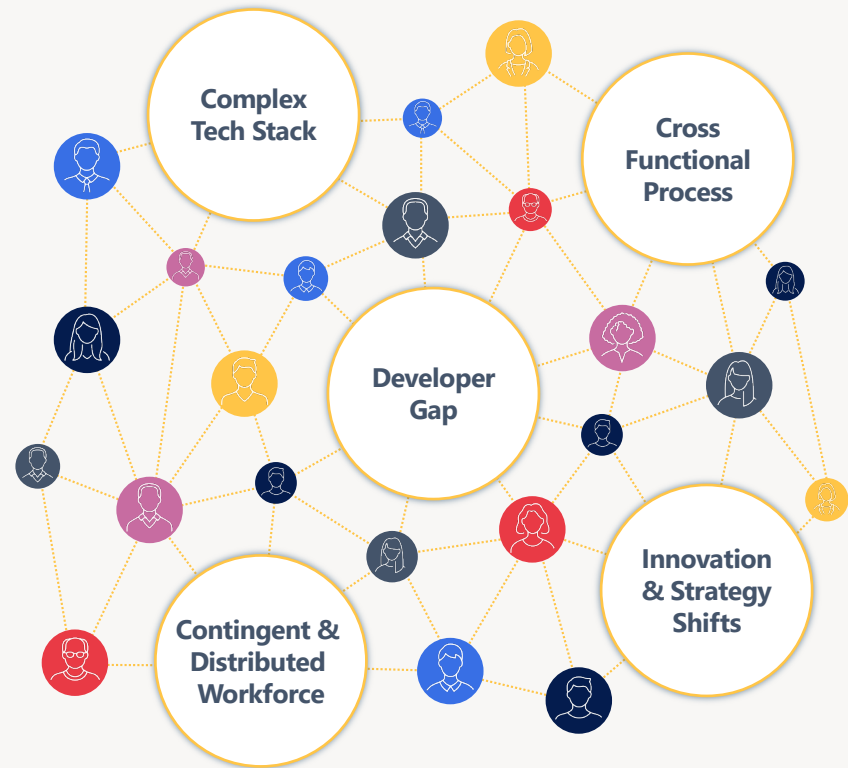 Complex
Tech Stack
Cross
Functional
Process
Developer
Gap
Innovation
& Strategy
Shifts
Contingent &
Distributed
Workforce